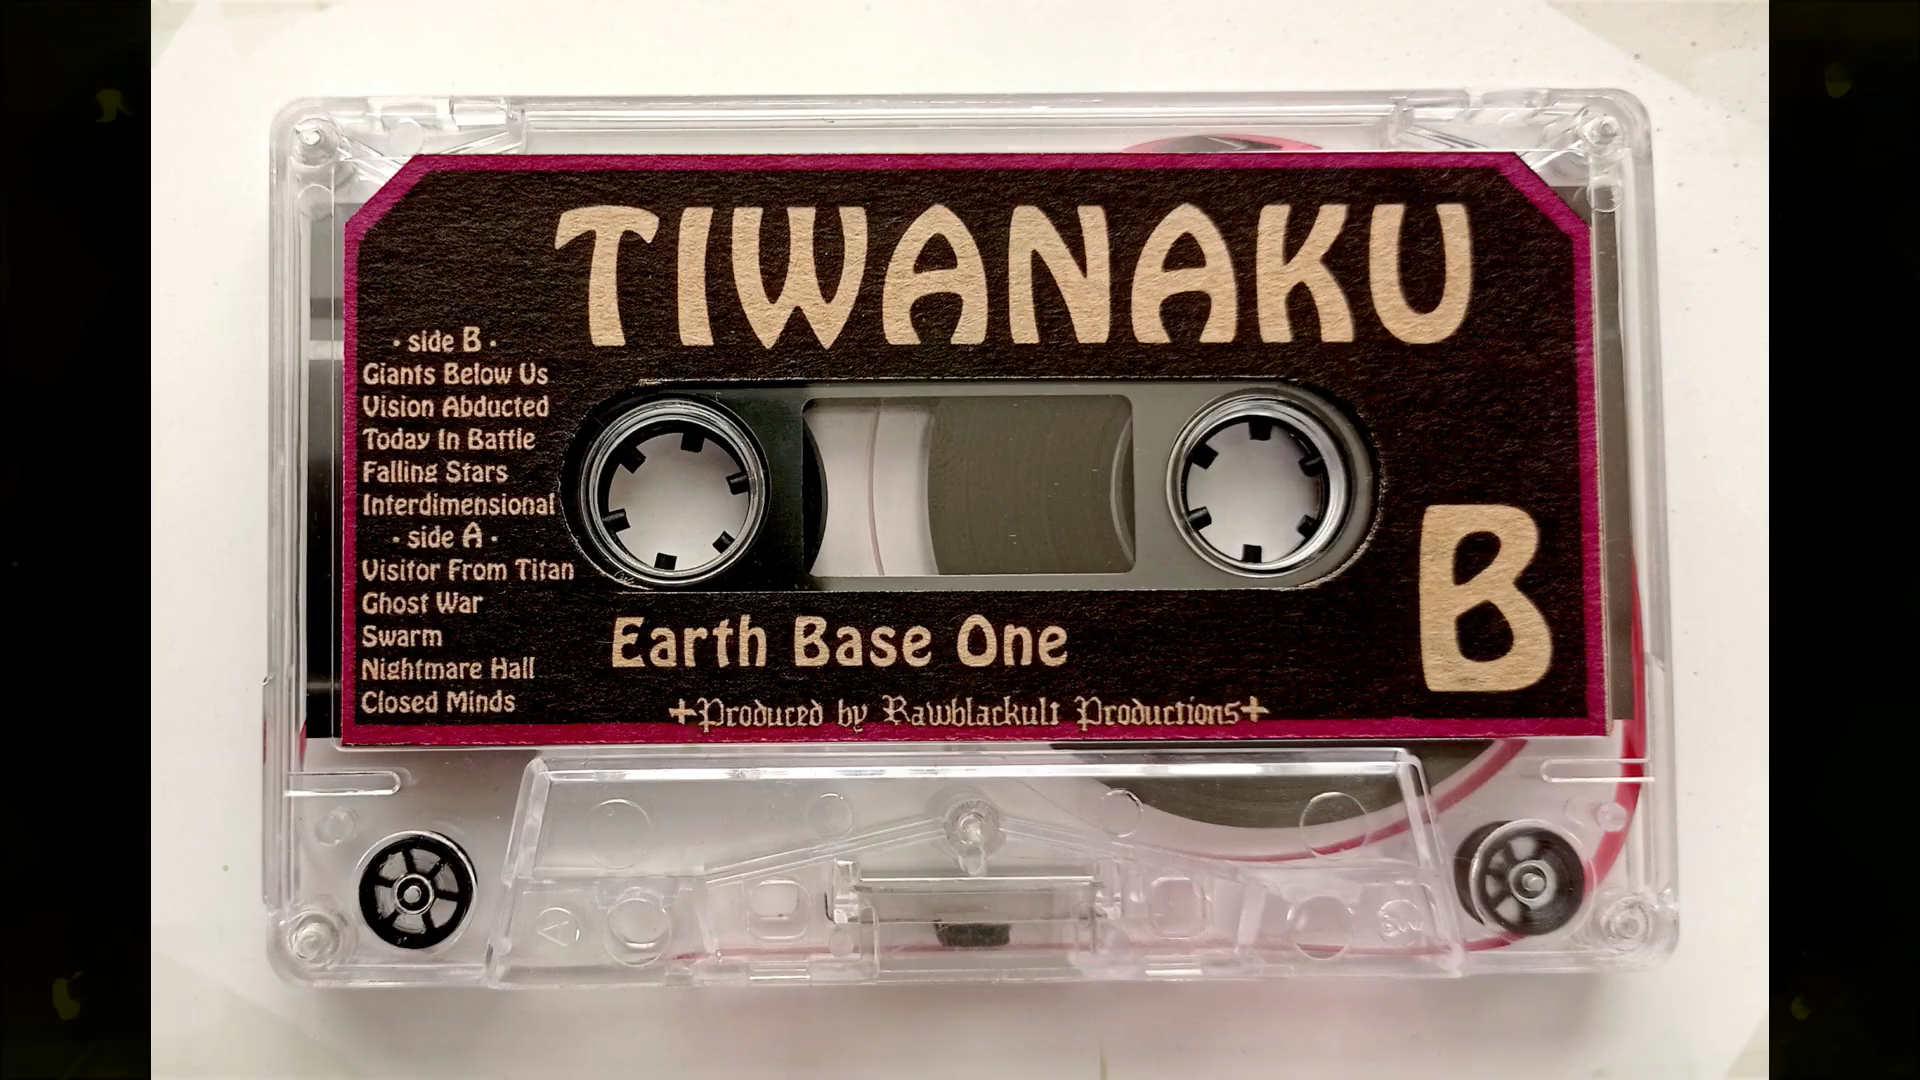 TIWANAKU
· side B ·
Giants Below Us
Vision Abducted
Today In Battle
Falling Stars
Interdimensional
· side A ·
Visitor From Titan
Ghost War
Swarm
Nightmare Hall
Closed Minds
B
Earth Base One
+Produced by Rawblackult Productions+